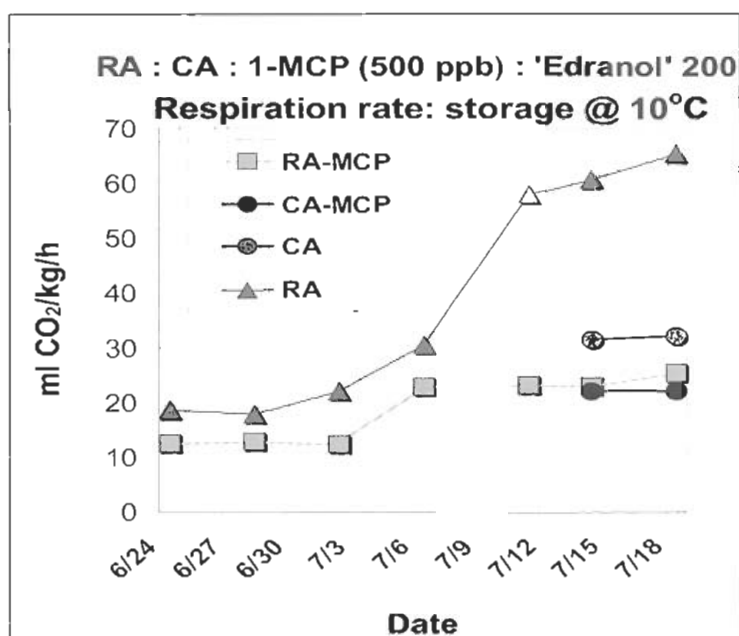 RA : CA : 1-MCP (500 ppb) : 'Edranol' 200
Respiration rate: storage @ 10°C
70
60
50
40
30
20
10
0
ml CO₂/kg/h
RA-MCP
CA-MCP
CA
RA
6/24
6/27
6/30
7/3
7/6
7/9
7/12
7/15
7/18
Date